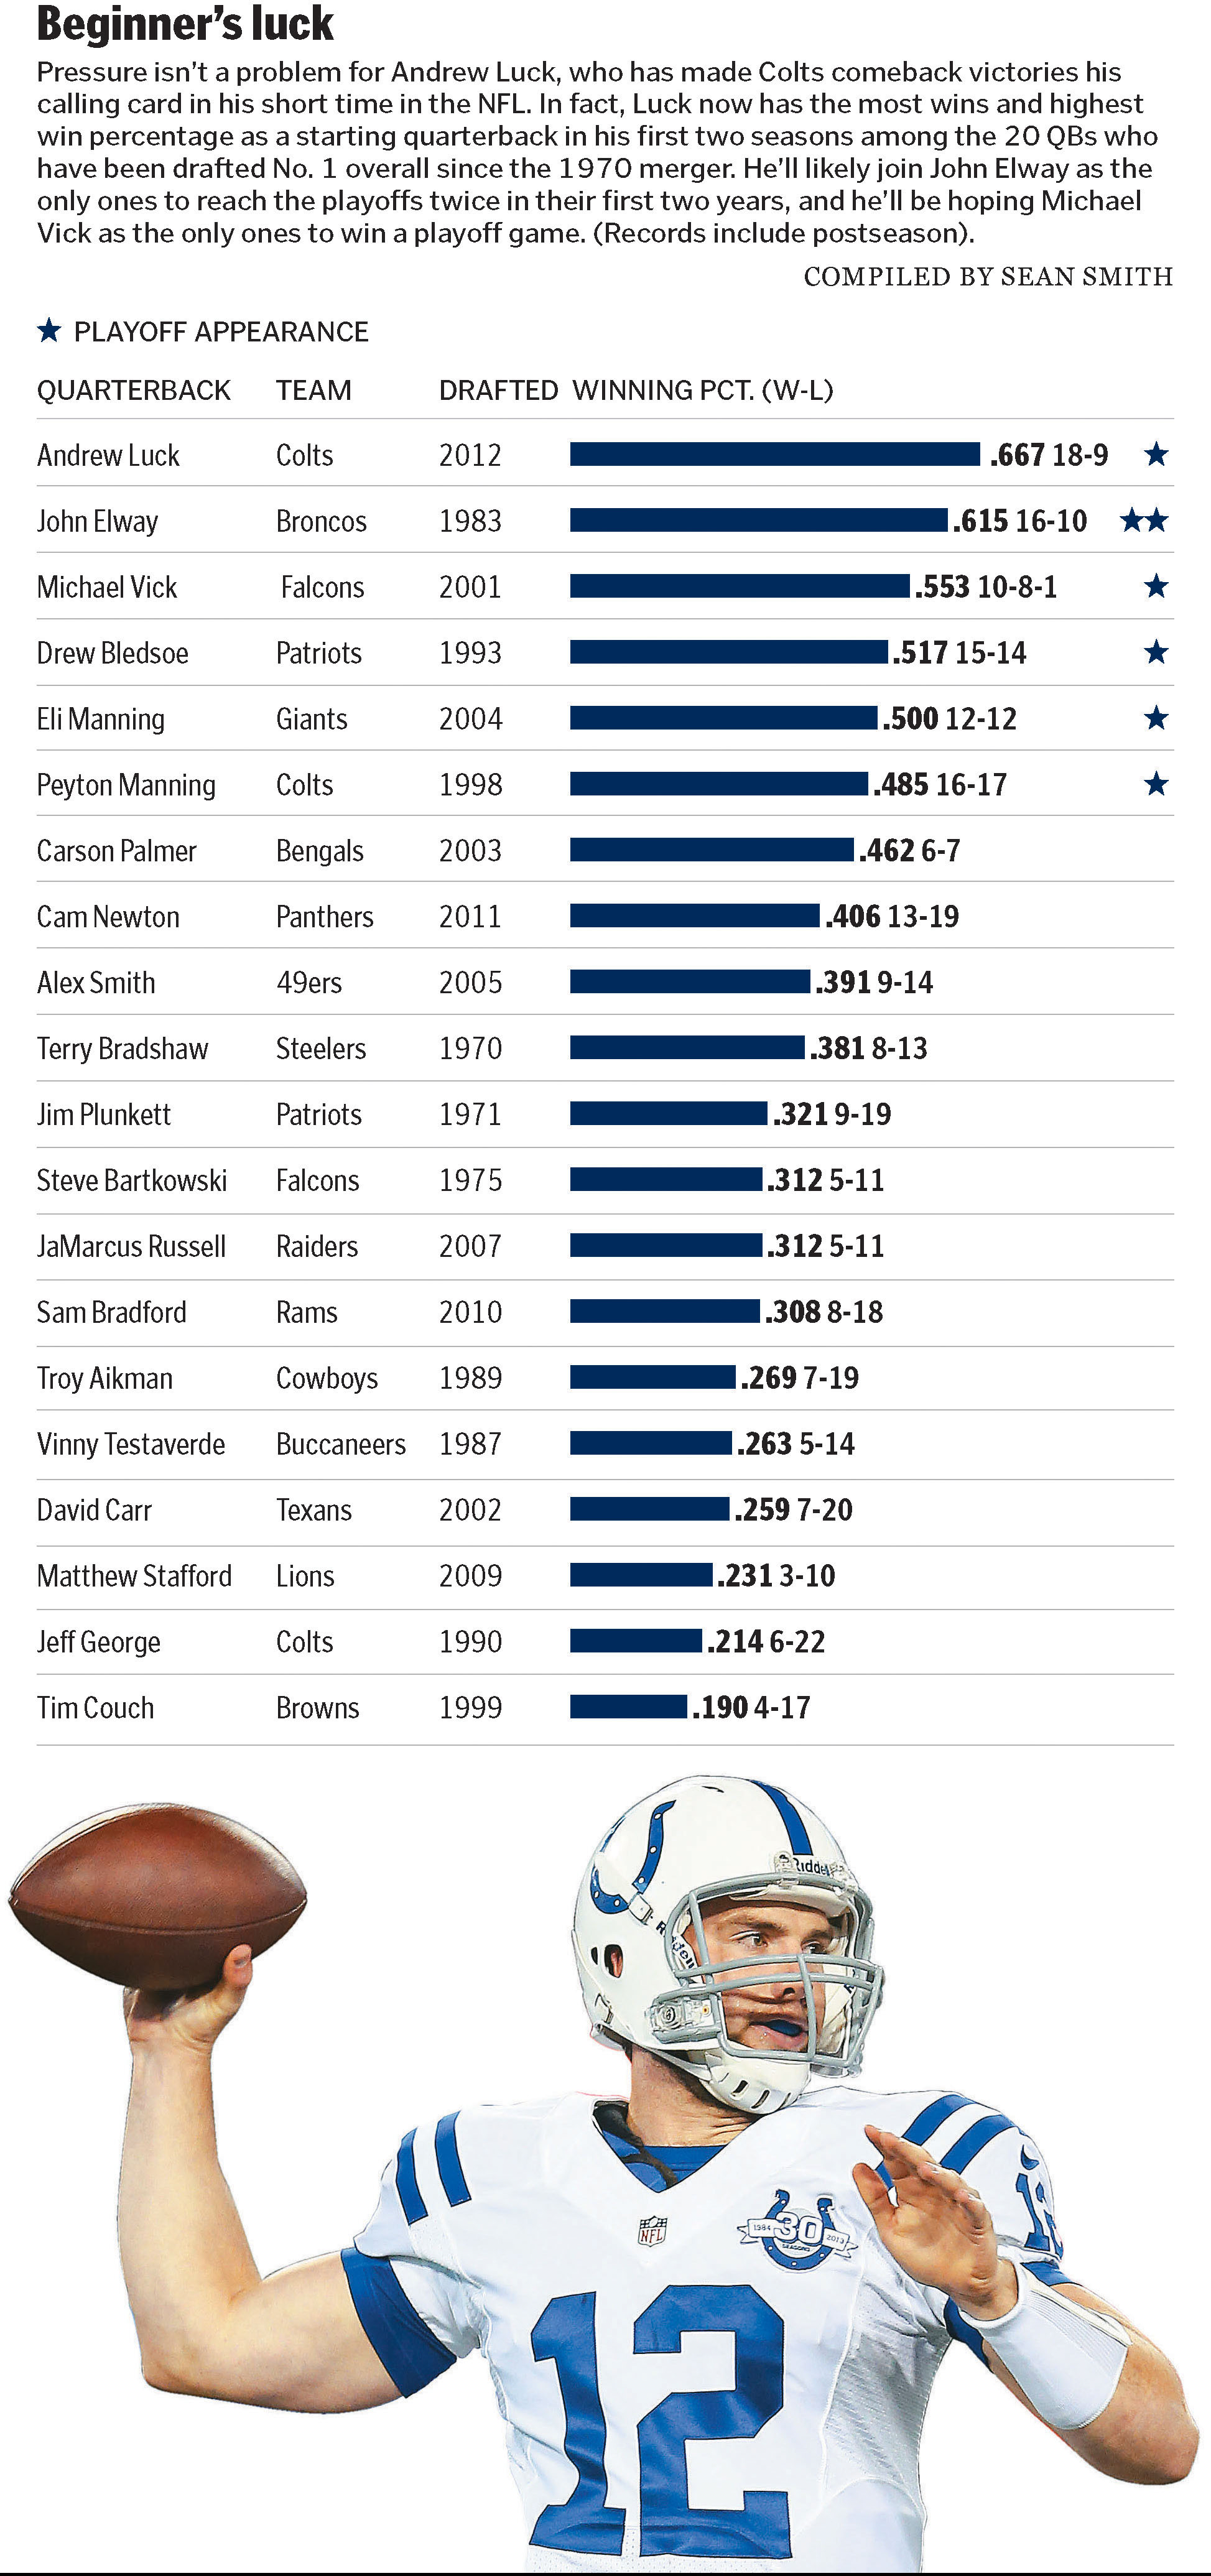 Beginner’s luck
Pressure isn’t a problem for Andrew Luck, who has made Colts comeback victories his
calling card in his short time in the NFL. In fact, Luck now has the most wins and highest
win percentage as a starting quarterback in his first two seasons among the 20 QBs who
have been drafted No. 1 overall since the 1970 merger. He’ll likely join John Elway as the
only ones to reach the playoffs twice in their first two years, and he’ll be hoping Michael
Vick as the only ones to win a playoff game. (Records include postseason).
COMPILED BY SEAN SMITH
★ PLAYOFF APPEARANCE
QUARTERBACK TEAM DRAFTED WINNING PCT. (W-L)
Andrew Luck Colts 2012 .667 18-9 ★
John Elway Broncos 1983 .615 16-10 ★★
Michael Vick Falcons 2001 .553 10-8-1 ★
Drew Bledsoe Patriots 1993 .517 15-14 ★
Eli Manning Giants 2004 .500 12-12 ★
Peyton Manning Colts 1998 .485 16-17 ★
Carson Palmer Bengals 2003 .462 6-7
Cam Newton Panthers 2011 .406 13-19
Alex Smith 49ers 2005 .391 9-14
Terry Bradshaw Steelers 1970 .381 8-13
Jim Plunkett Patriots 1971 .321 9-19
Steve Bartkowski Falcons 1975 .312 5-11
JaMarcus Russell Raiders 2007 .312 5-11
Sam Bradford Rams 2010 .308 8-18
Troy Aikman Cowboys 1989 .269 7-19
Vinny Testaverde Buccaneers 1987 .263 5-14
David Carr Texans 2002 .259 7-20
Matthew Stafford Lions 2009 .231 3-10
Jeff George Colts 1990 .214 6-22
Tim Couch Browns 1999 .190 4-17
Riddell
12
NFL
1984 30 2013
SEASONS
12